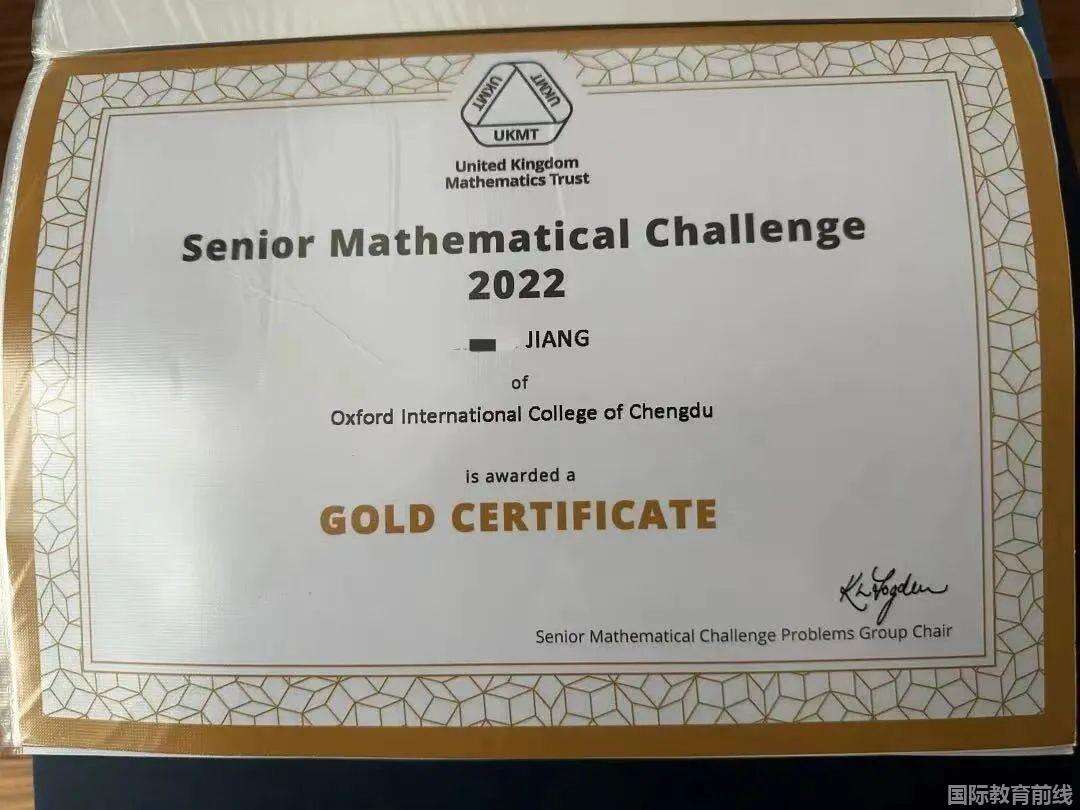 UKMT
UKMT
UKMT
United Kingdom
Mathematics Trust
Senior Mathematical Challenge
2022
JIANG
of
Oxford International College of Chengdu
is awarded a
GOLD CERTIFICATE
Senior Mathematical Challenge Problems Group Chair
国际教育前线